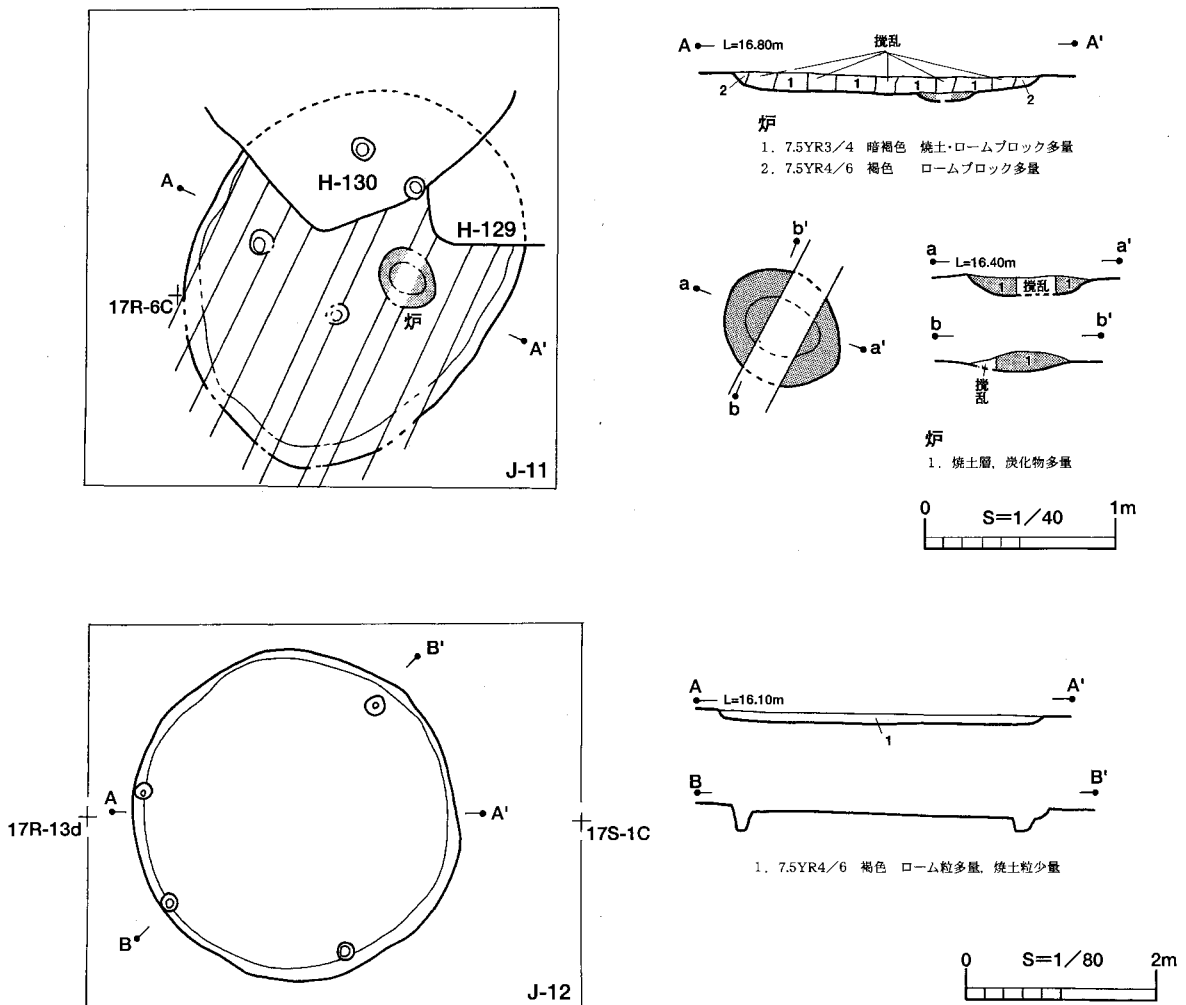 H-130
H-129
A
17R-6C
炉
A'
J-11
A L=16.80m 攪乱 A'
1 1 1 1
2 2
炉
1. 7.5YR3/4 暗褐色 焼土・ロームブロック多量
2. 7.5YR4/6 褐色 ロームブロック多量
b'
a
a'
b
a a'
L=16.40m
1 攪乱 1
b b'
1
攪乱
炉
1. 焼土層, 炭化物多量
0 S=1/40 1m
B'
A A'
17R-13d 17S-1C
B
J-12
A L=16.10m A'
1
B B'
1. 7.5YR4/6 褐色 ローム粒多量, 焼土粒少量
0 S=1/80 2m